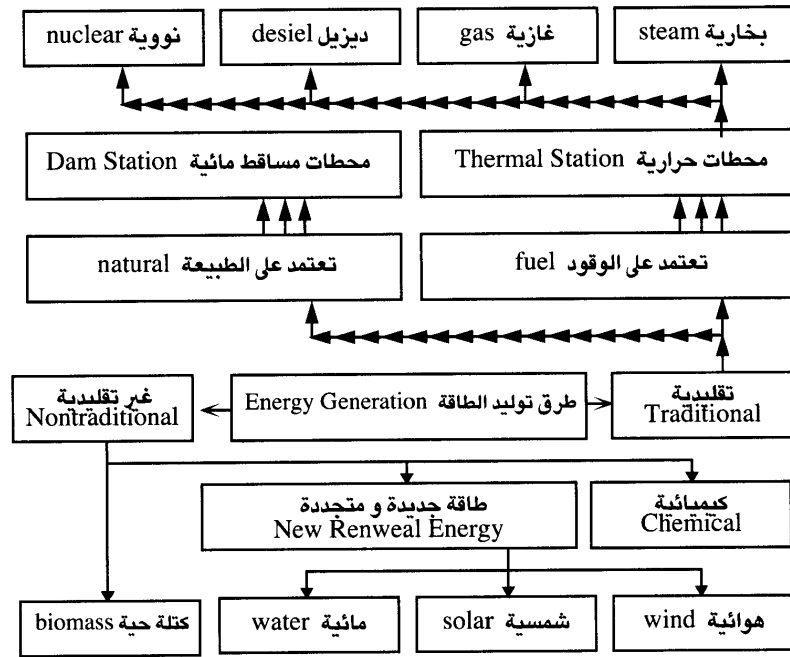 بخارية steam
غازية gas
ديزيل desiel
نووية nuclear
محطات حرارية Thermal Station
محطات مساقط مائية Dam Station
تعتمد على الوقود fuel
تعتمد على الطبيعة natural
تقليدية
Traditional
طرق توليد الطاقة Energy Generation
غير تقليدية
Nontraditional
كيميائية
Chemical
طاقة جديدة و متجددة
New Renweal Energy
هوائية wind
شمسية solar
مائية water
كتلة حية biomass